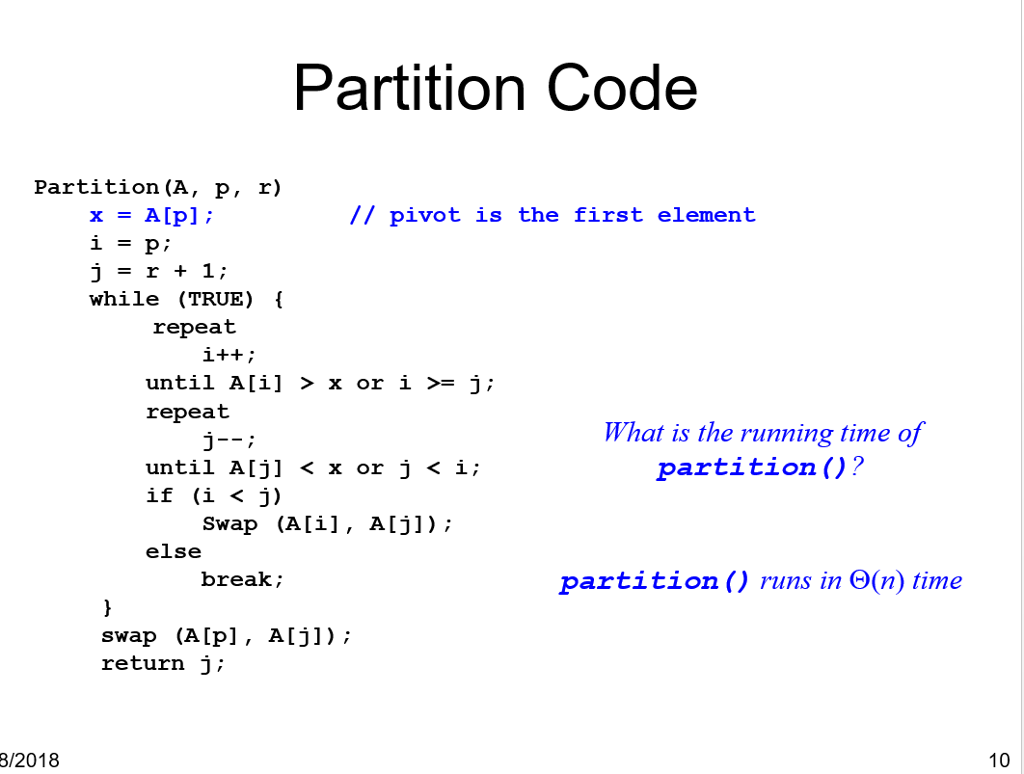 Partition Code
Partition(A, p, r)
x = A[p]; // pivot is the first element
i = p;
j = r + 1;
while (TRUE) {
repeat
i++;
until A[i] > x or i >= j;
repeat
j--;
until A[j] < x or j < i;
if (i < j)
Swap (A[i], A[j]);
else
break;
}
swap (A[p], A[j]);
return j;
What is the running time of
partition()?
partition() runs in Θ(n) time
8/2018
10